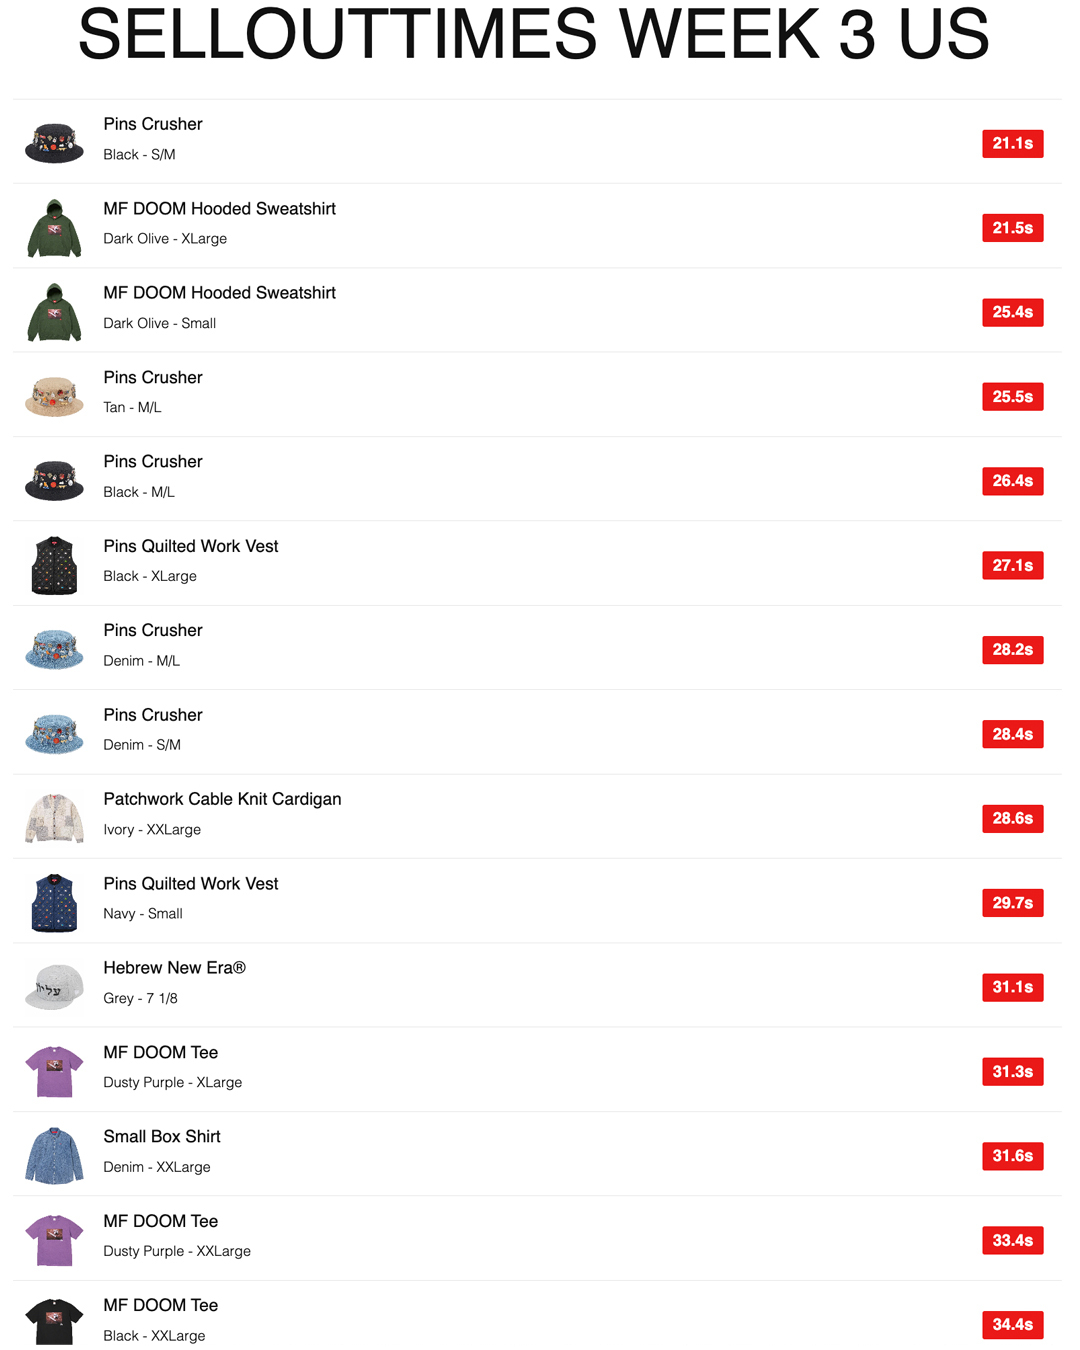 SELLOUTTIMES WEEK 3 US
Pins Crusher
Black - S/M
21.1s
MF DOOM Hooded Sweatshirt
Dark Olive - XLarge
21.5s
MF DOOM Hooded Sweatshirt
Dark Olive - Small
25.4s
Pins Crusher
Tan - M/L
25.5s
Pins Crusher
Black - M/L
26.4s
Pins Quilted Work Vest
Black - XLarge
27.1s
Pins Crusher
Denim - M/L
28.2s
Pins Crusher
Denim - S/M
28.4s
Patchwork Cable Knit Cardigan
Ivory - XXLarge
28.6s
Pins Quilted Work Vest
Navy - Small
29.7s
Hebrew New Era®
Grey - 7 1/8
31.1s
MF DOOM Tee
Dusty Purple - XLarge
31.3s
Small Box Shirt
Denim - XXLarge
31.6s
MF DOOM Tee
Dusty Purple - XXLarge
33.4s
MF DOOM Tee
Black - XXLarge
34.4s